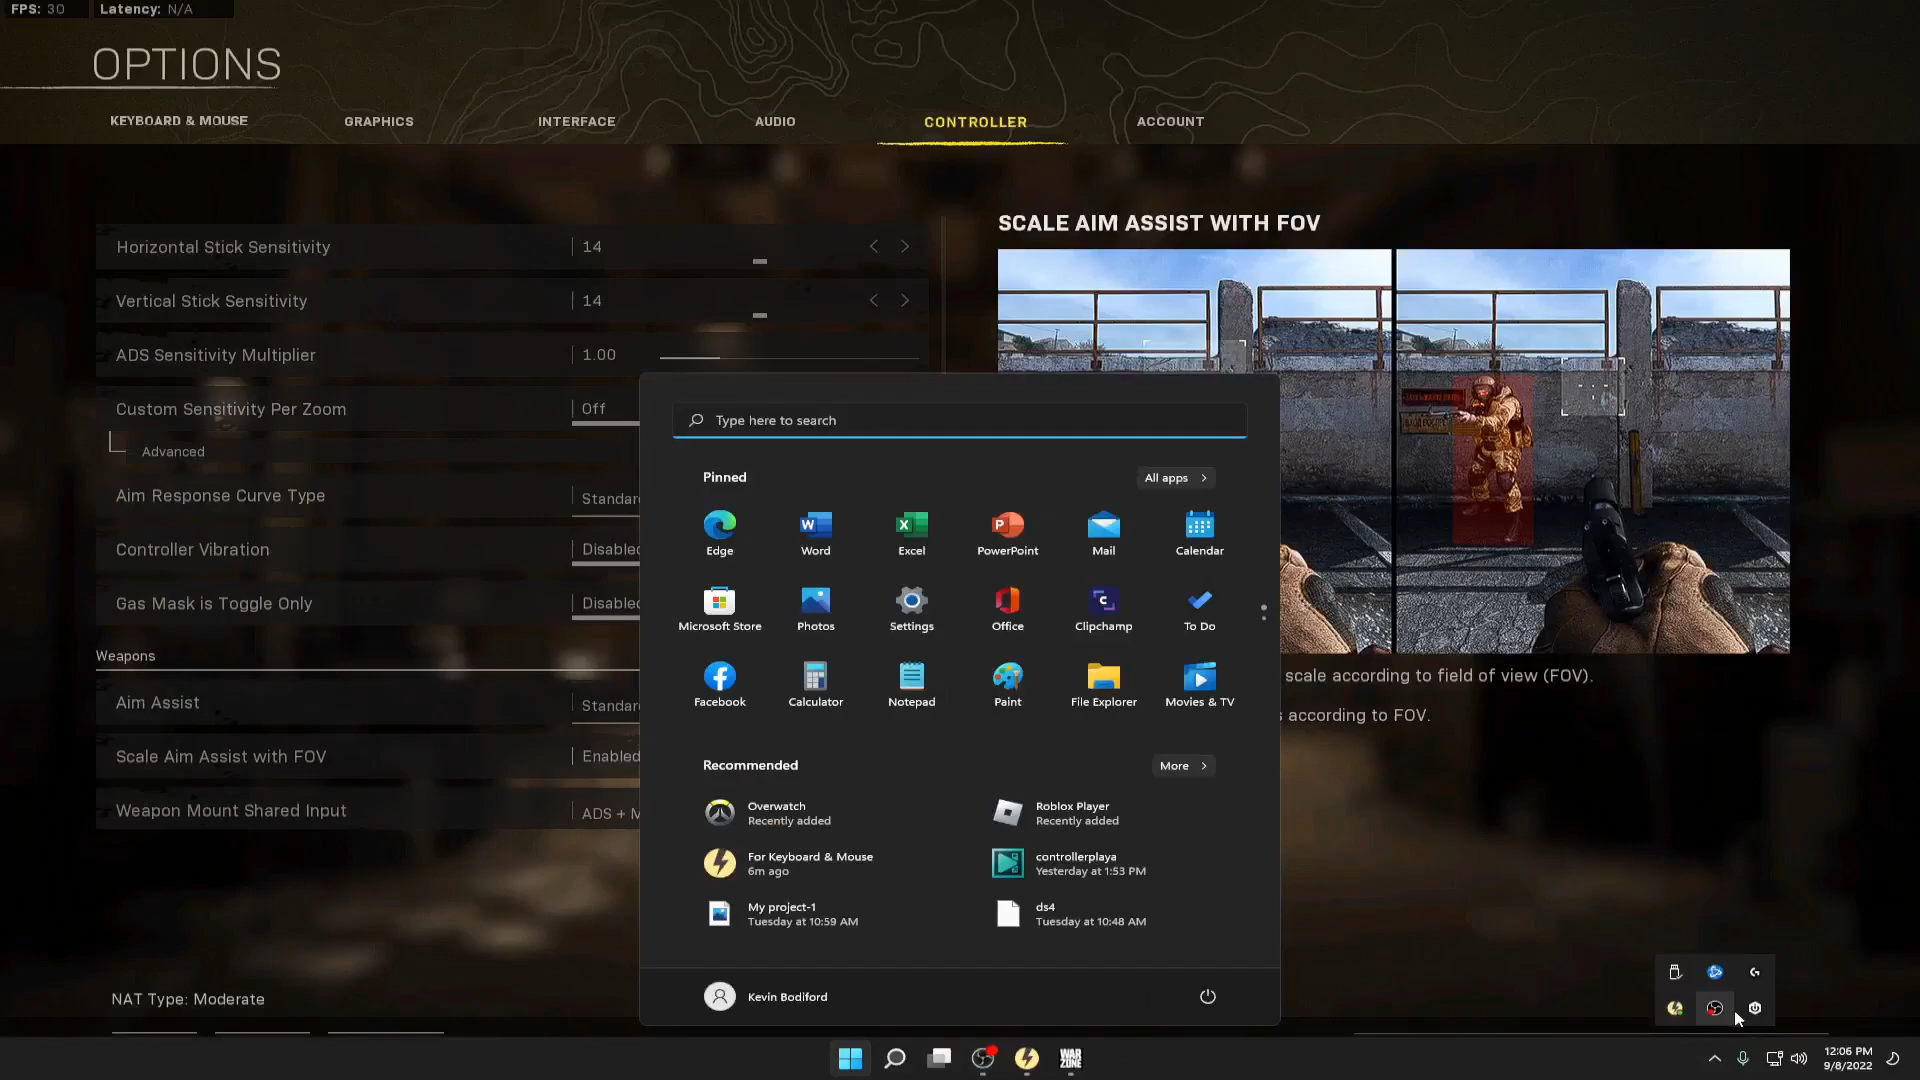 FPS: 30 Latency: N/A
OPTIONS
KEYBOARD & MOUSE
GRAPHICS
INTERFACE
AUDIO
CONTROLLER
ACCOUNT
Horizontal Stick Sensitivity
14
Vertical Stick Sensitivity
14
ADS Sensitivity Multiplier
1.00
Custom Sensitivity Per Zoom
Off
Advanced
Aim Response Curve Type
Standar
Controller Vibration
Disabled
Gas Mask is Toggle Only
Disabled
Weapons
Aim Assist
Standar
Scale Aim Assist with FOV
Enabled
Weapon Mount Shared Input
ADS + M
NAT Type: Moderate
SCALE AIM ASSIST WITH FOV
scale according to field of view (FOV).
s according to FOV.
Type here to search
Pinned
All apps
Edge
Word
Excel
PowerPoint
Mail
Calendar
Microsoft Store
Photos
Settings
Office
Clipchamp
To Do
Facebook
Calculator
Notepad
Paint
File Explorer
Movies & TV
Recommended
More
Overwatch
Recently added
Roblox Player
Recently added
For Keyboard & Mouse
6m ago
controllerplaya
Yesterday at 1:53 PM
My project-1
Tuesday at 10:59 AM
ds4
Tuesday at 10:48 AM
Kevin Bodiford
WAR
ZONE
12:06 PM
9/8/2022